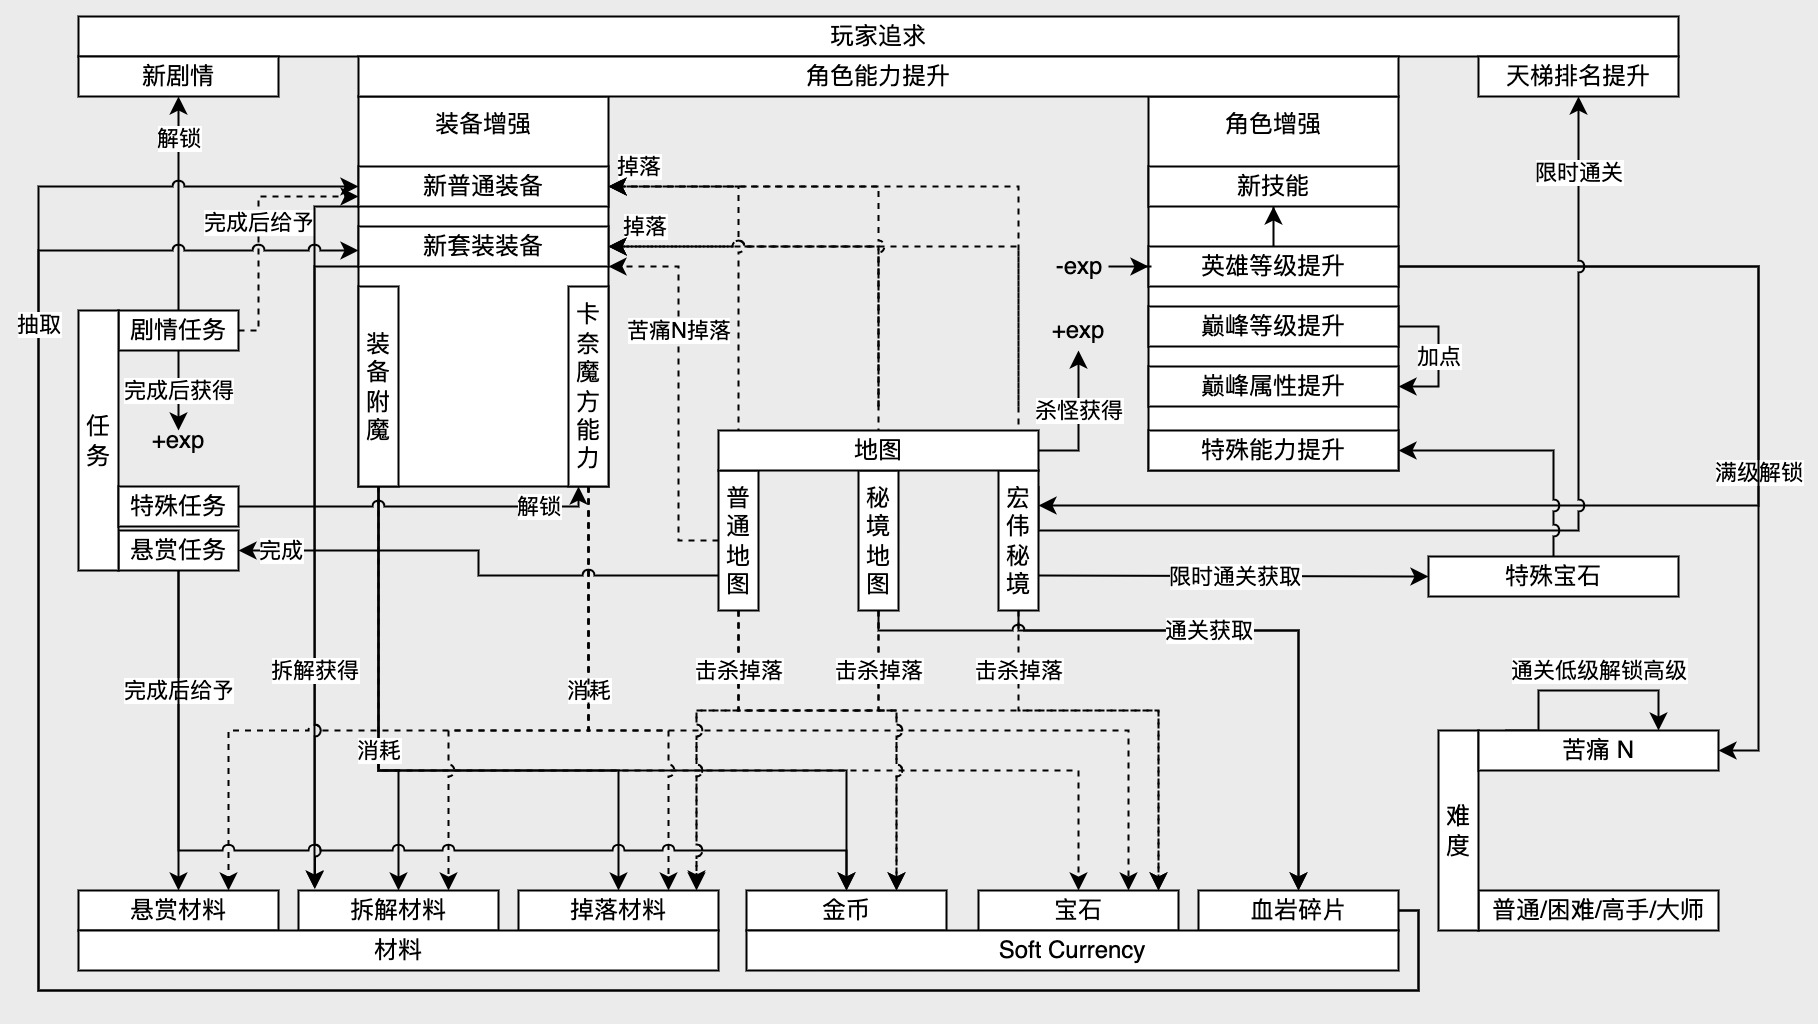 玩家追求
新剧情
角色能力提升
天梯排名提升
装备增强
角色增强
解锁
掉落
限时通关
新普通装备
新技能
完成后给予
掉落
新套装装备
英雄等级提升
-exp
抽取
剧情任务
装备附魔
卡奈魔方能力
苦痛N掉落
+exp
巅峰等级提升
加点
巅峰属性提升
完成后获得
杀怪获得
任务
+exp
地图
特殊能力提升
满级解锁
特殊任务
解锁
普通地图
秘境地图
宏伟秘境
悬赏任务
完成
限时通关获取
特殊宝石
通关获取
拆解获得
击杀掉落
击杀掉落
击杀掉落
通关低级解锁高级
完成后给予
消耗
消耗
苦痛 N
难度
悬赏材料
拆解材料
掉落材料
金币
宝石
血岩碎片
普通/困难/高手/大师
材料
Soft Currency